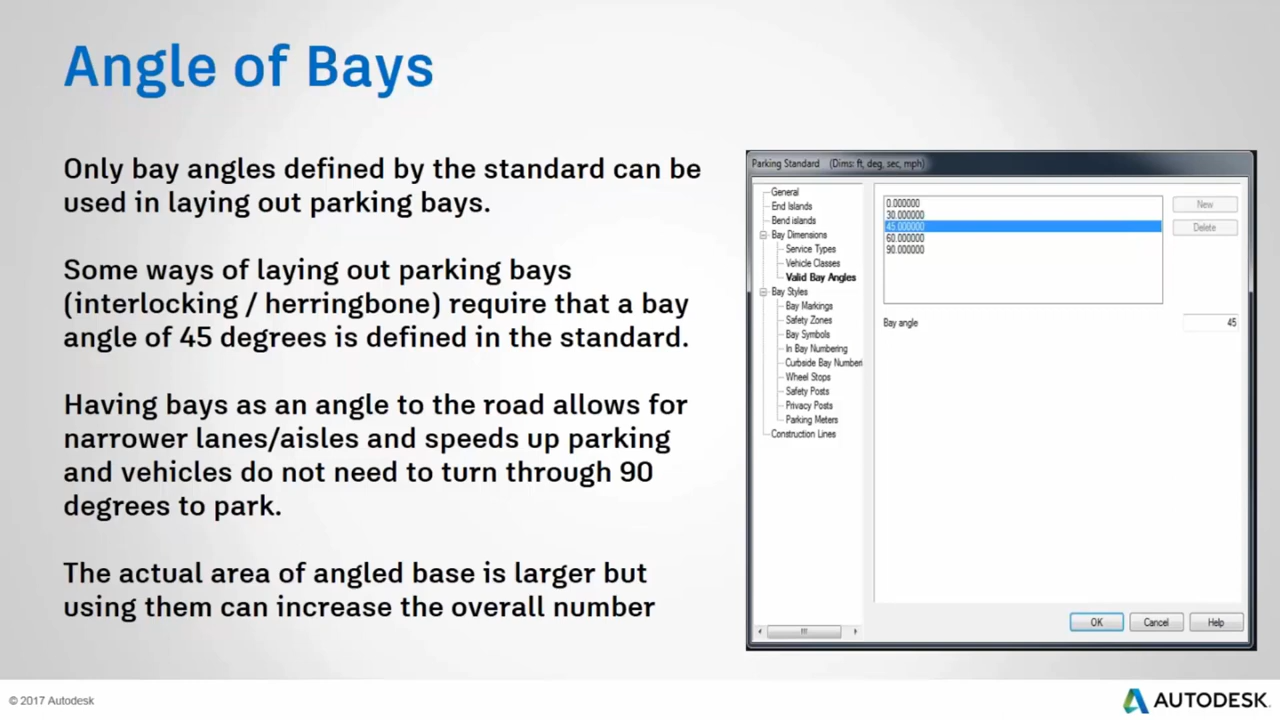 Angle of Bays
Only bay angles defined by the standard can be
used in laying out parking bays.
Some ways of laying out parking bays
(interlocking / herringbone) require that a bay
angle of 45 degrees is defined in the standard.
Having bays as an angle to the road allows for
narrower lanes/aisles and speeds up parking
and vehicles do not need to turn through 90
degrees to park.
The actual area of angled base is larger but
using them can increase the overall number
Parking Standard (Dims: ft, deg, sec, mph)
General
End Islands
Bend islands
Bay Dimensions
Service Types
Vehicle Classes
Valid Bay Angles
Bay Styles
Bay Markings
Safety Zones
Bay Symbols
In Bay Numbering
Curbside Bay Numberi
Wheel Stops
Safety Posts
Privacy Posts
Parking Meters
Construction Lines
0.000000
30.000000
45.000000
60.000000
90.000000
New
Delete
Bay angle
45
OK
Cancel
Help
© 2017 Autodesk
AUTODESK.